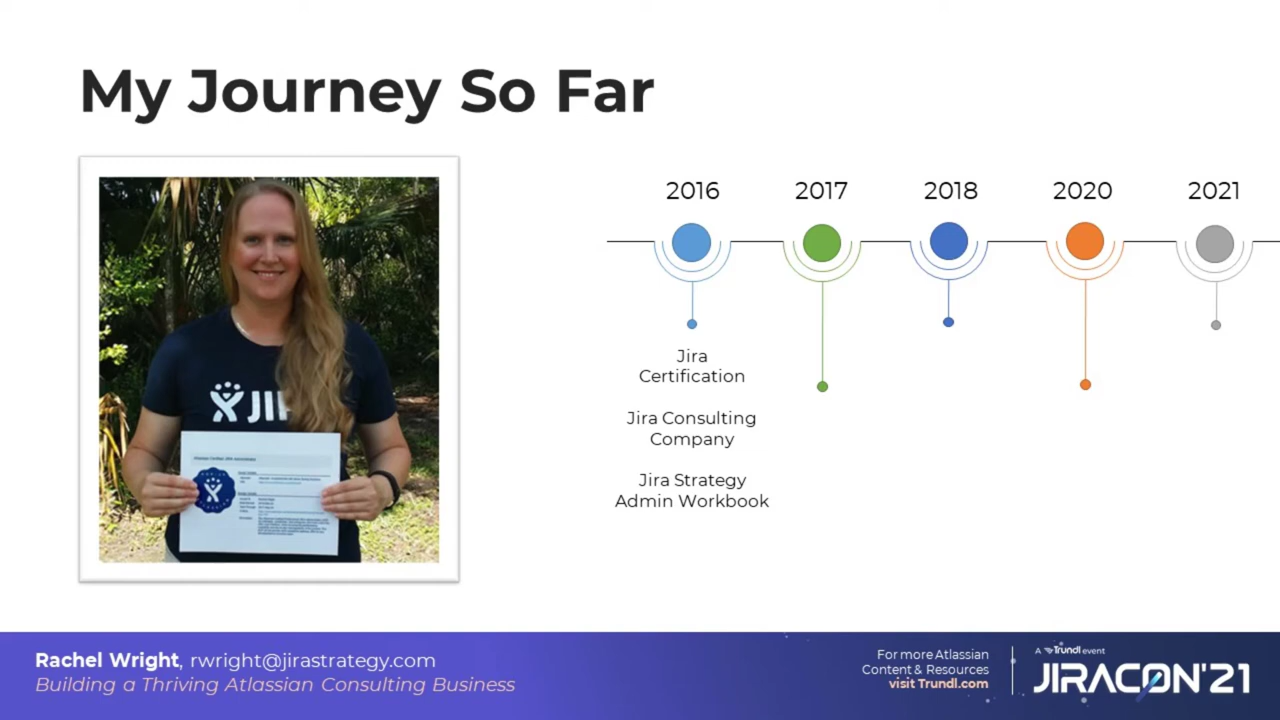 My Journey So Far
2016
2017
2018
2020
2021
Jira
Certification
Jira Consulting
Company
Jira Strategy
Admin Workbook
JIR
Rachel Wright, rwright@jirastrategy.com
Building a Thriving Atlassian Consulting Business
For more Atlassian
Content & Resources
visit Trundl.com
A Trundl event
JIRACON'21